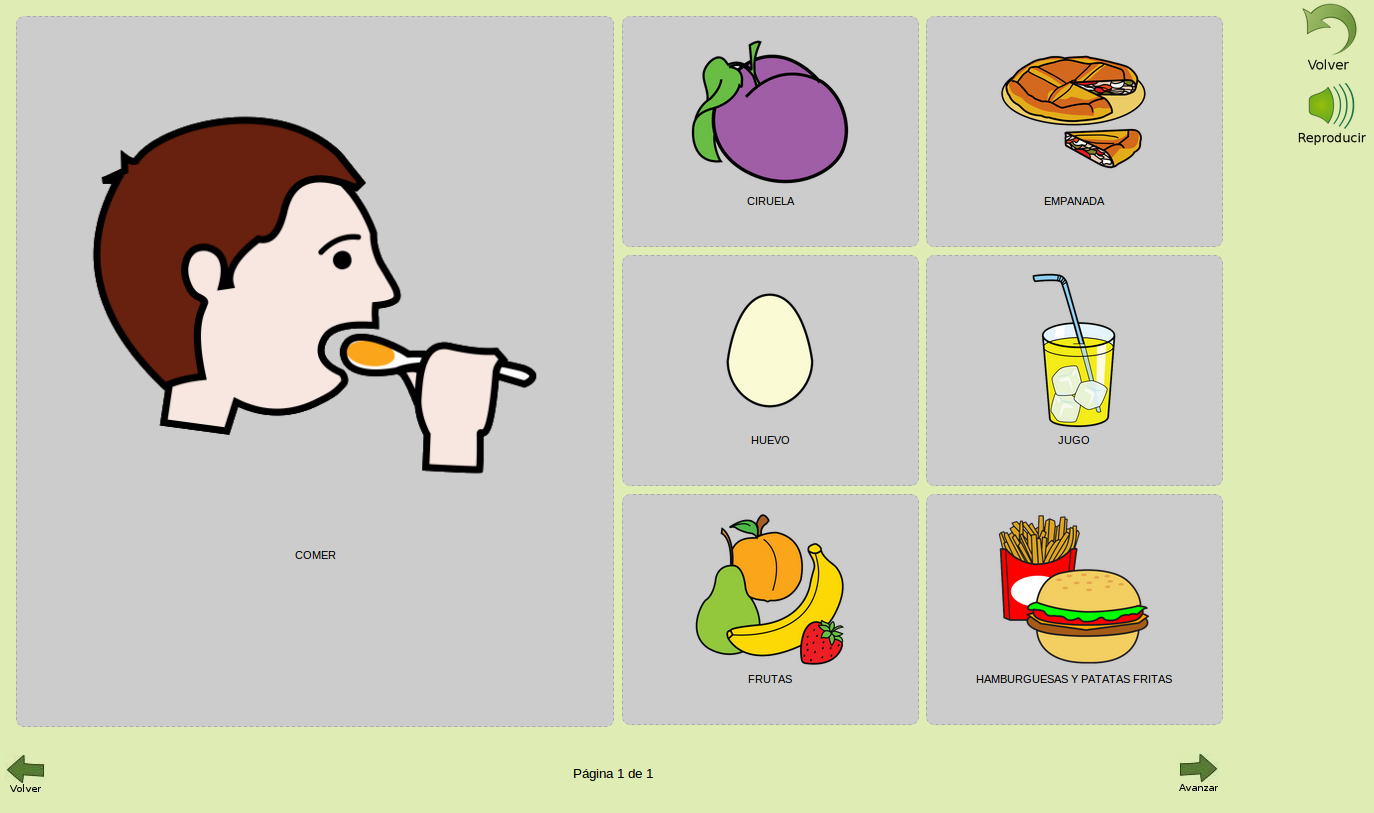 COMER
CIRUELA
EMPANADA
HUEVO
JUGO
FRUTAS
HAMBURGUESAS Y PATATAS FRITAS
Volver
Reproducir
Volver
Página 1 de 1
Avanzar